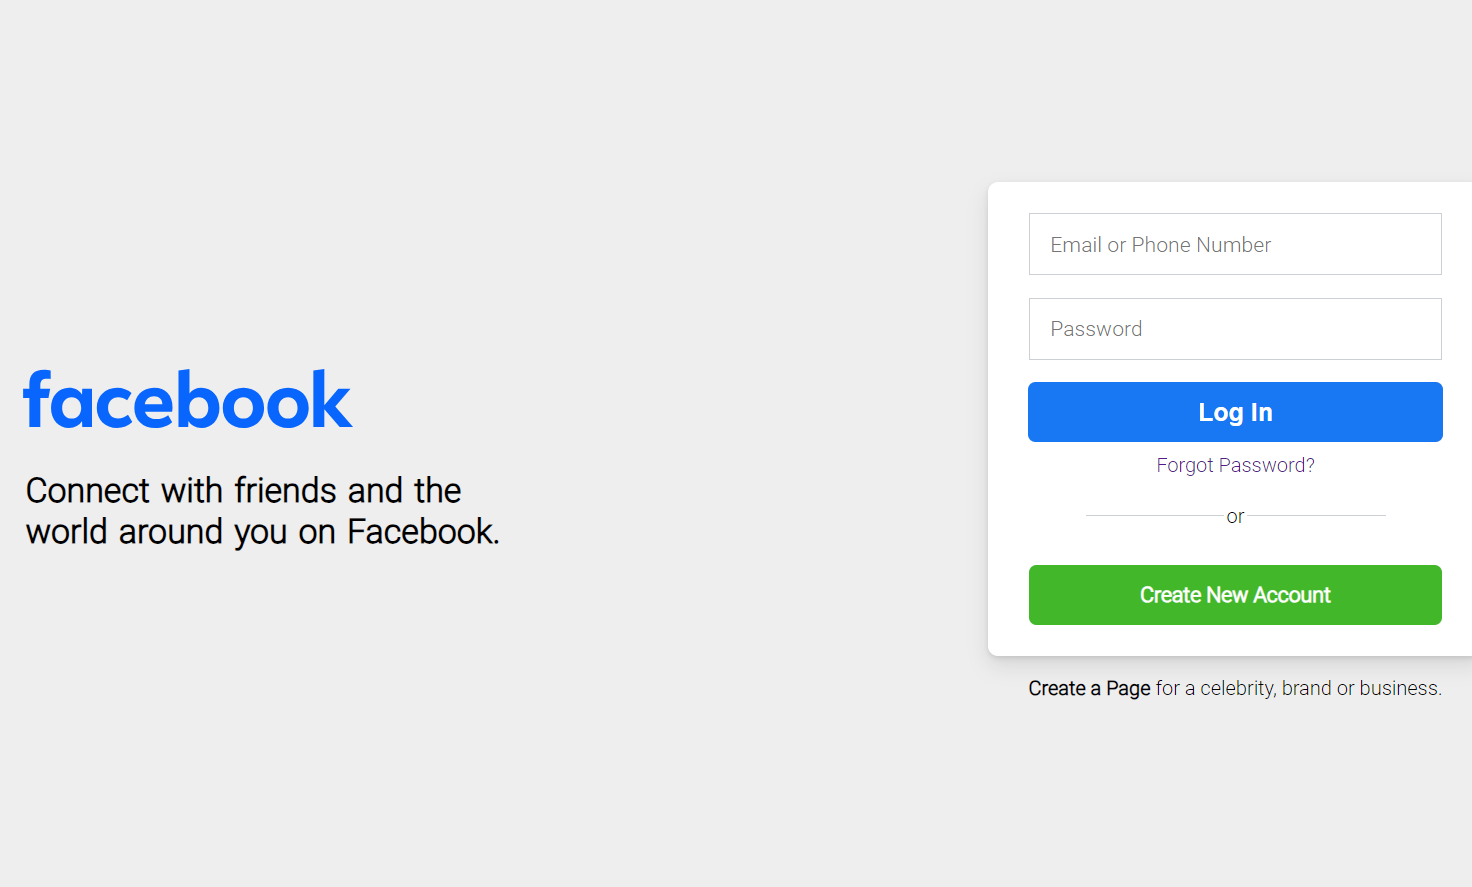 facebook
Connect with friends and the
world around you on Facebook.
Email or Phone Number
Password
Log In
Forgot Password?
or
Create New Account
Create a Page for a celebrity, brand or business.